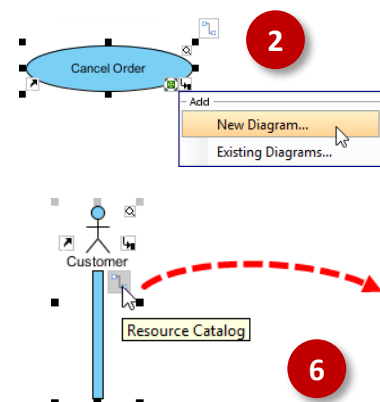 2
Cancel Order
Add
New Diagram...
Existing Diagrams...
Customer
Resource Catalog
6